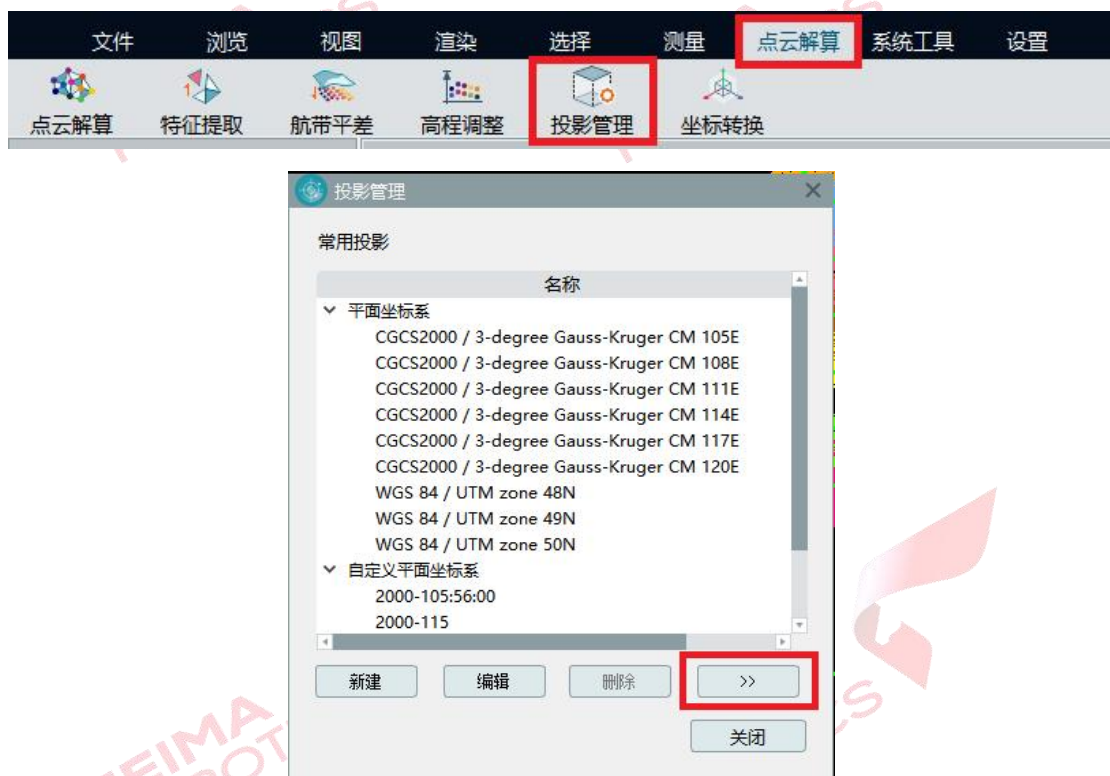 文件 浏览 视图 渲染 选择 测量 点云解算 系统工具 设置
点云解算 特征提取 航带平差 高程调整 投影管理 坐标转换
投影管理
常用投影
名称
平面坐标系
CGCS2000 / 3-degree Gauss-Kruger CM 105E
CGCS2000 / 3-degree Gauss-Kruger CM 108E
CGCS2000 / 3-degree Gauss-Kruger CM 111E
CGCS2000 / 3-degree Gauss-Kruger CM 114E
CGCS2000 / 3-degree Gauss-Kruger CM 117E
CGCS2000 / 3-degree Gauss-Kruger CM 120E
WGS 84 / UTM zone 48N
WGS 84 / UTM zone 49N
WGS 84 / UTM zone 50N
自定义平面坐标系
2000-105:56:00
2000-115
新建 编辑 删除 >>
关闭
FEIMA